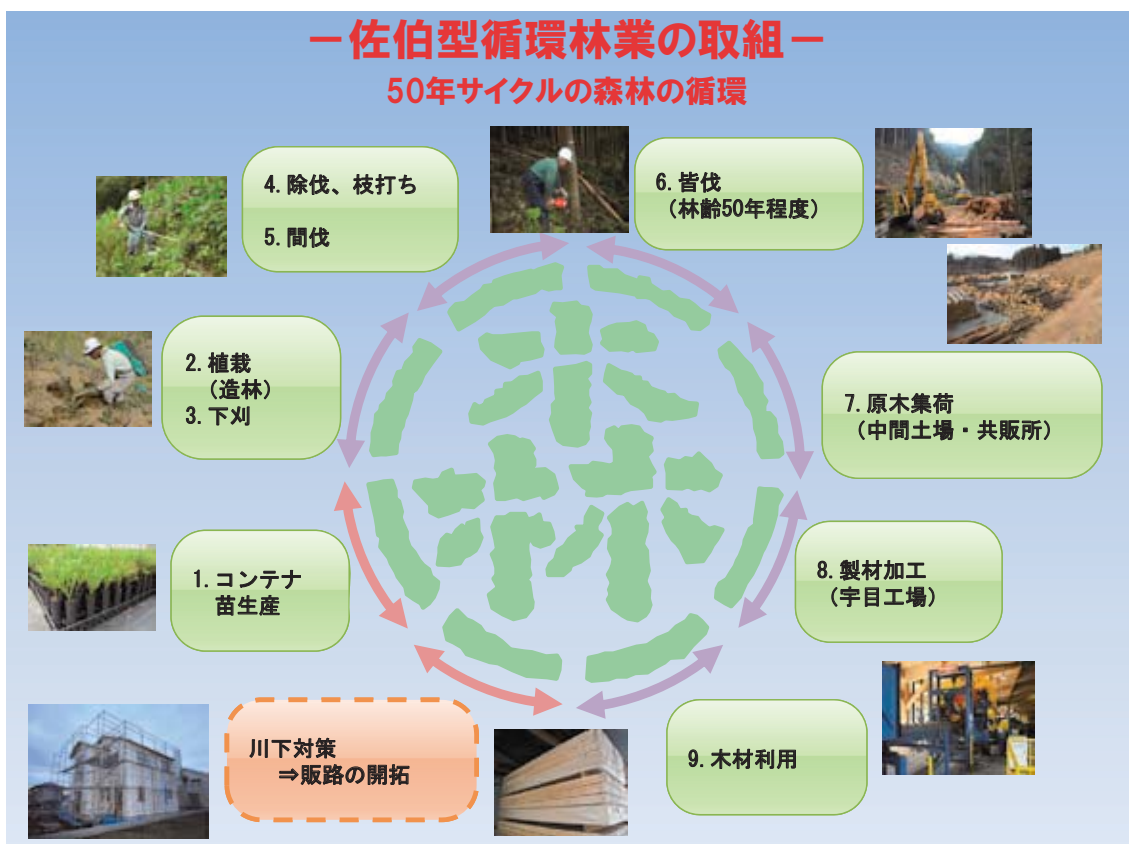 －佐伯型循環林業の取組－
50年サイクルの森林の循環
4. 除伐、枝打ち
5. 間伐
6. 皆伐
（林齢50年程度）
2. 植栽
（造林）
3. 下刈
7. 原木集荷
（中間土場・共販所）
1. コンテナ
苗生産
8. 製材加工
（宇目工場）
川下対策
⇒販路の開拓
9. 木材利用
森